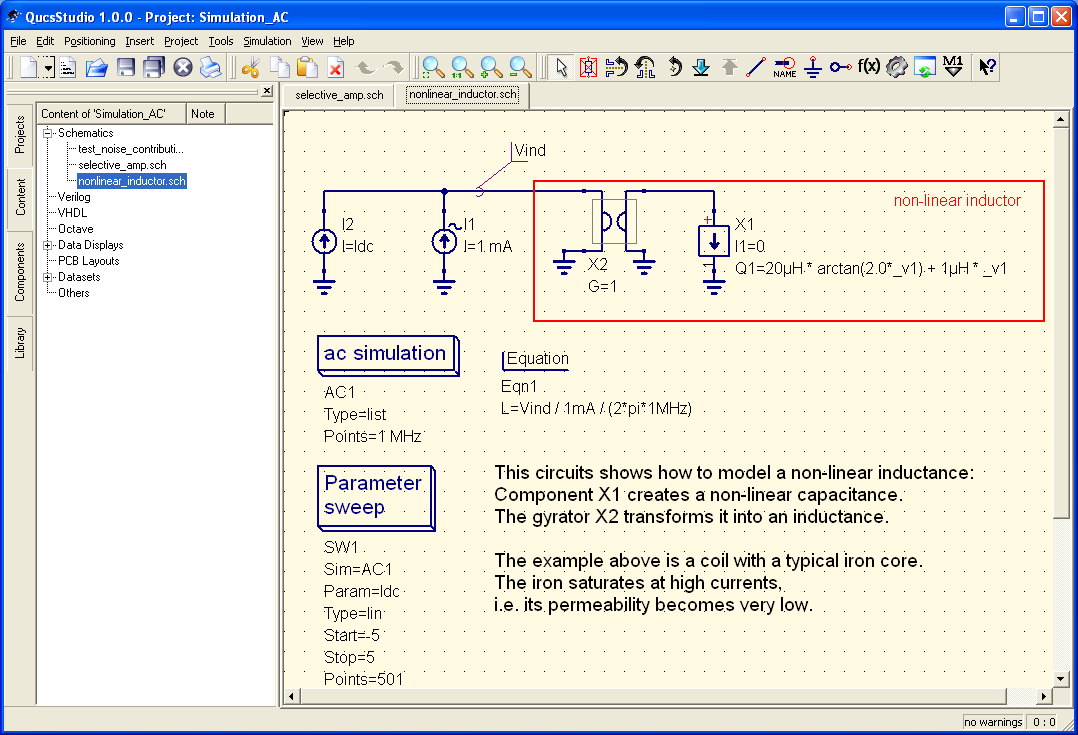 QucsStudio 1.0.0 - Project: Simulation_AC
File Edit Positioning Insert Project Tools Simulation View Help
NAME f(x) M1 ?
1:1
Projects
Content
Components
Library
Content of 'Simulation_AC' Note
Schematics
test_noise_contributi...
selective_amp.sch
nonlinear_inductor.sch
Verilog
VHDL
Octave
Data Displays
PCB Layouts
Datasets
Others
selective_amp.sch nonlinear_inductor.sch
Vind
non-linear inductor
I2
I=Idc
I1
I=1 mA
X2
G=1
X1
I1=0
Q1=20µH * arctan(2.0*_v1) + 1µH * _v1
+
1
ac simulation
AC1
Type=list
Points=1 MHz
Equation
Eqn1
L=Vind / 1mA / (2*pi*1MHz)
Parameter
sweep
SW1
Sim=AC1
Param=Idc
Type=lin
Start=-5
Stop=5
Points=501
This circuits shows how to model a non-linear inductance:
Component X1 creates a non-linear capacitance.
The gyrator X2 transforms it into an inductance.
The example above is a coil with a typical iron core.
The iron saturates at high currents,
i.e. its permeability becomes very low.
no warnings 0 : 0